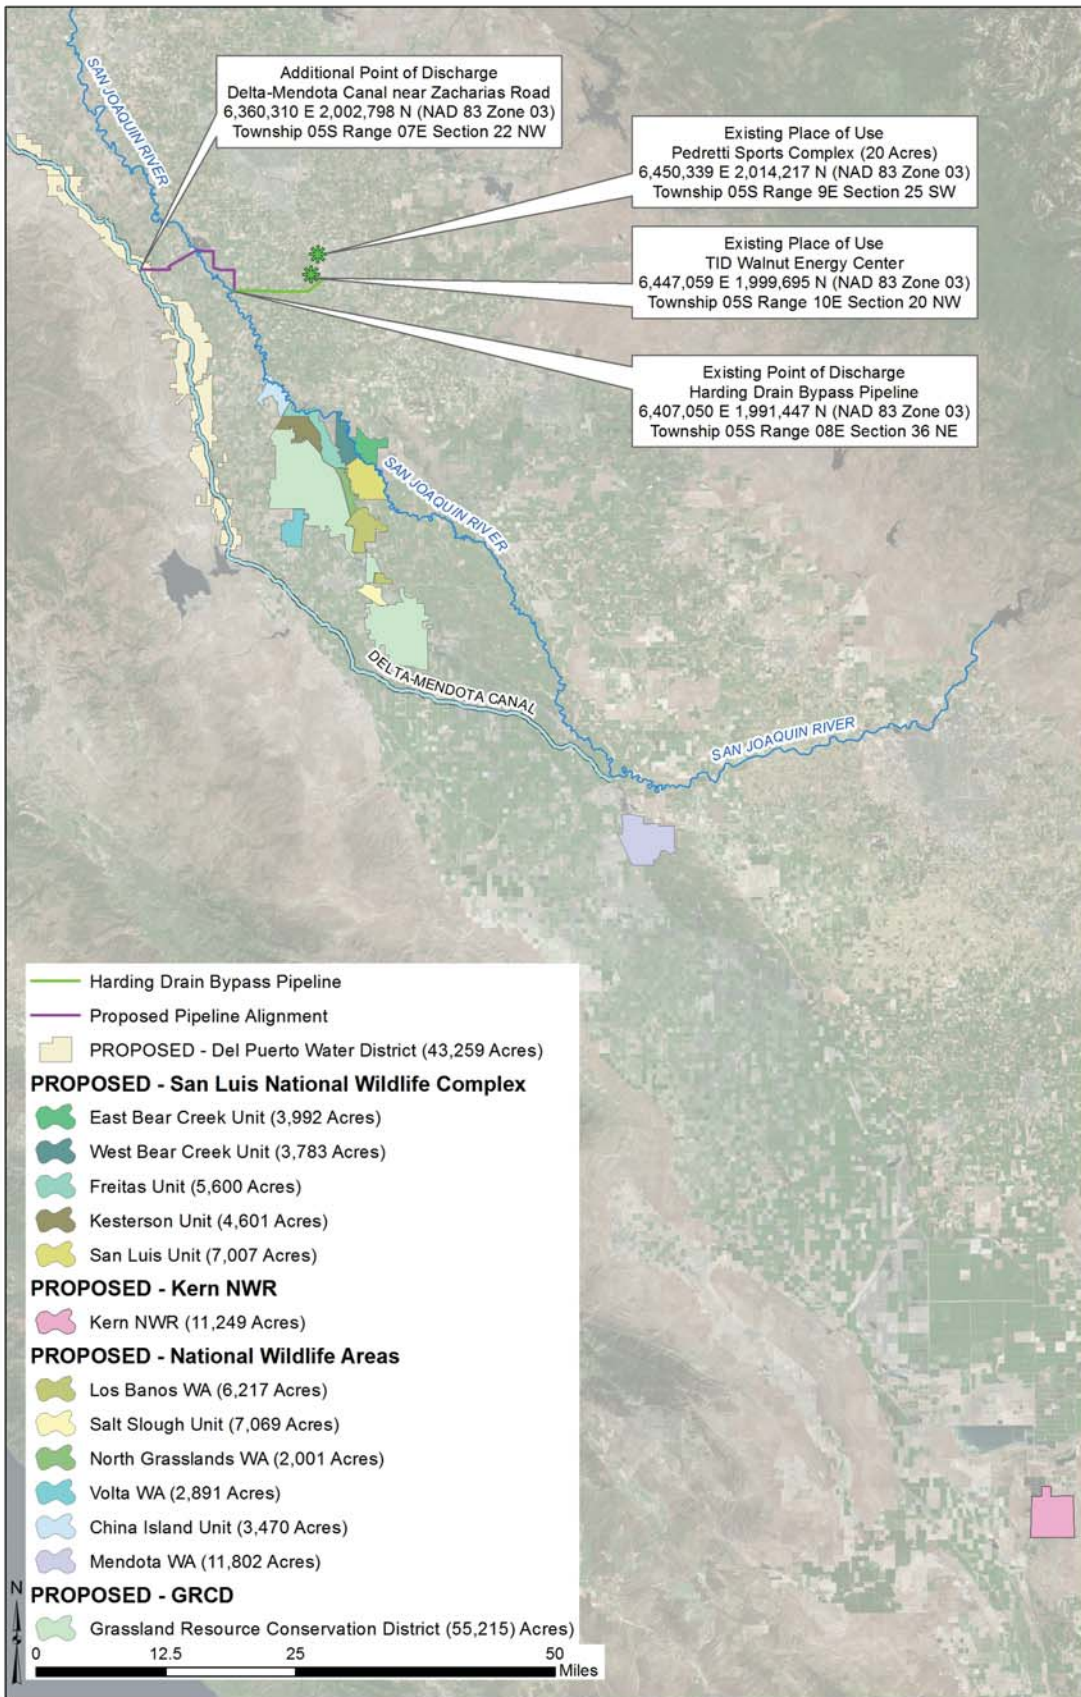 SAN JOAQUIN RIVER
Additional Point of Discharge
Delta-Mendota Canal near Zacharias Road
6,360,310 E 2,002,798 N (NAD 83 Zone 03)
Township 05S Range 07E Section 22 NW
Existing Place of Use
Pedretti Sports Complex (20 Acres)
6,450,339 E 2,014,217 N (NAD 83 Zone 03)
Township 05S Range 9E Section 25 SW
Existing Place of Use
TID Walnut Energy Center
6,447,059 E 1,999,695 N (NAD 83 Zone 03)
Township 05S Range 10E Section 20 NW
Existing Point of Discharge
Harding Drain Bypass Pipeline
6,407,050 E 1,991,447 N (NAD 83 Zone 03)
Township 05S Range 08E Section 36 NE
SAN JOAQUIN RIVER
DELTA-MENDOTA CANAL
SAN JOAQUIN RIVER
Harding Drain Bypass Pipeline
Proposed Pipeline Alignment
PROPOSED - Del Puerto Water District (43,259 Acres)
PROPOSED - San Luis National Wildlife Complex
East Bear Creek Unit (3,992 Acres)
West Bear Creek Unit (3,783 Acres)
Freitas Unit (5,600 Acres)
Kesterson Unit (4,601 Acres)
San Luis Unit (7,007 Acres)
PROPOSED - Kern NWR
Kern NWR (11,249 Acres)
PROPOSED - National Wildlife Areas
Los Banos WA (6,217 Acres)
Salt Slough Unit (7,069 Acres)
North Grasslands WA (2,001 Acres)
Volta WA (2,891 Acres)
China Island Unit (3,470 Acres)
Mendota WA (11,802 Acres)
PROPOSED - GRCD
Grassland Resource Conservation District (55,215) Acres)
N
0 12.5 25 50
Miles